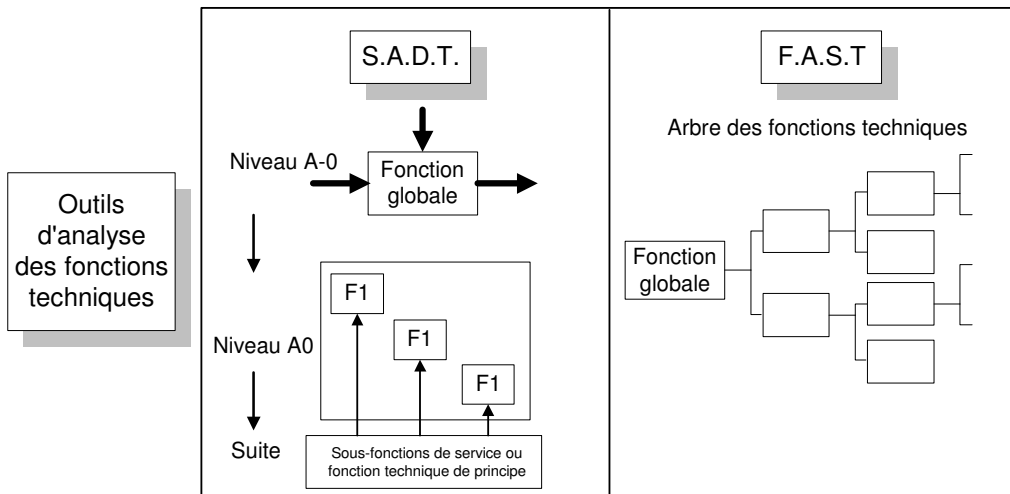 Outils
d'analyse
des fonctions
techniques
S.A.D.T.
Niveau A-0
Fonction
globale
Niveau A0
F1
F1
F1
Suite
Sous-fonctions de service ou
fonction technique de principe
F.A.S.T
Arbre des fonctions techniques
Fonction
globale